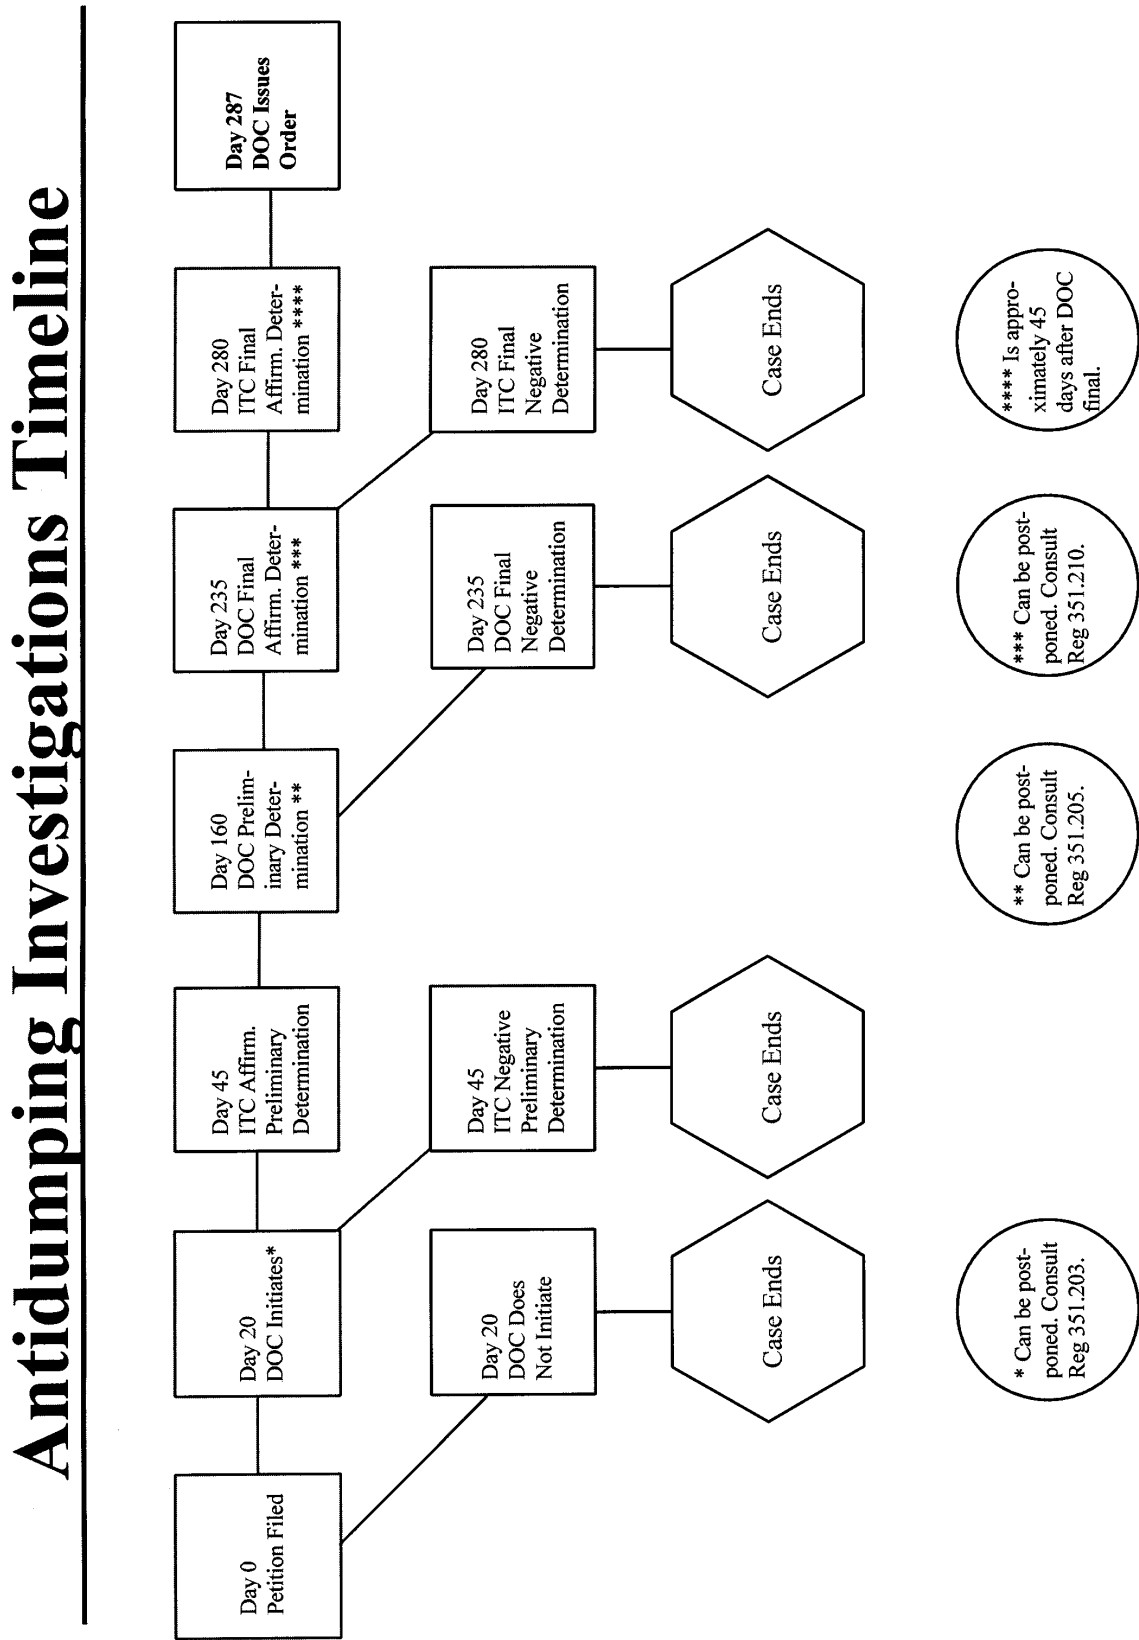 Antidumping Investigations Timeline
Day 0
Petition Filed
Day 20
DOC Initiates*
Day 45
ITC Affirm.
Preliminary
Determination
Day 160
DOC Prelim-
inary Deter-
mination **
Day 235
DOC Final
Affirm. Deter-
mination ***
Day 280
ITC Final
Affirm. Deter-
mination ****
Day 287
DOC Issues
Order
Day 20
DOC Does
Not Initiate
Day 45
ITC Negative
Preliminary
Determination
Day 235
DOC Final
Negative
Determination
Day 280
ITC Final
Negative
Determination
Case Ends
Case Ends
Case Ends
Case Ends
* Can be post-
poned. Consult
Reg 351.203.
** Can be post-
poned. Consult
Reg 351.205.
*** Can be post-
poned. Consult
Reg 351.210.
**** Is appro-
ximately 45
days after DOC
final.